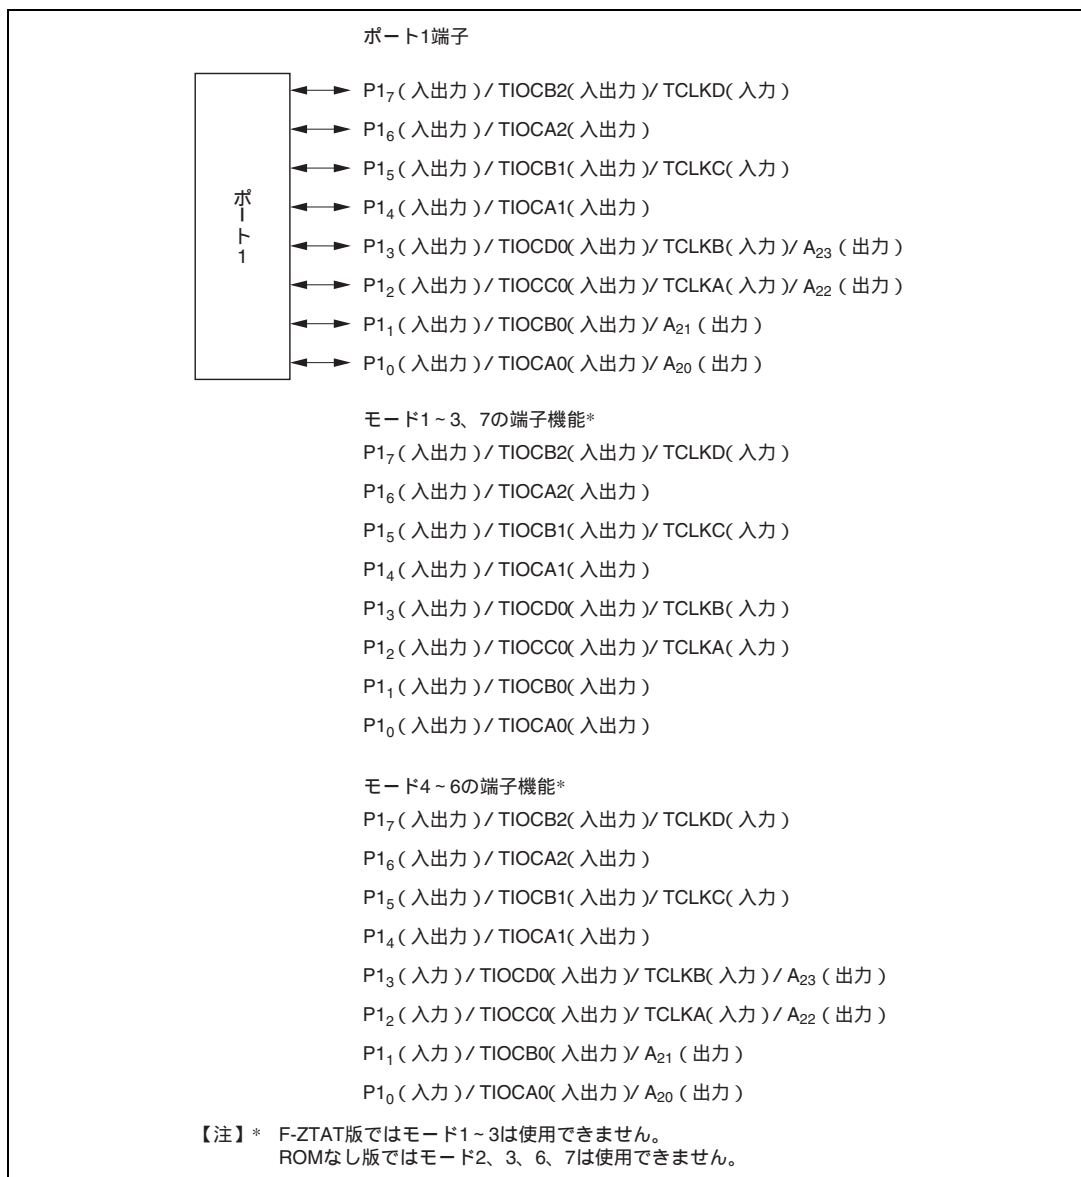 ポート1端子
P1₇(入出力)/ TIOCB2(入出力)/ TCLKD(入力)
P1₆(入出力)/ TIOCA2(入出力)
P1₅(入出力)/ TIOCB1(入出力)/ TCLKC(入力)
P1₄(入出力)/ TIOCA1(入出力)
P1₃(入出力)/ TIOCD0(入出力)/ TCLKB(入力)/ A₂₃(出力)
P1₂(入出力)/ TIOCC0(入出力)/ TCLKA(入力)/ A₂₂(出力)
P1₁(入出力)/ TIOCB0(入出力)/ A₂₁(出力)
P1₀(入出力)/ TIOCA0(入出力)/ A₂₀(出力)
ポート1
モード1~3、7の端子機能*
P1₇(入出力)/ TIOCB2(入出力)/ TCLKD(入力)
P1₆(入出力)/ TIOCA2(入出力)
P1₅(入出力)/ TIOCB1(入出力)/ TCLKC(入力)
P1₄(入出力)/ TIOCA1(入出力)
P1₃(入出力)/ TIOCD0(入出力)/ TCLKB(入力)
P1₂(入出力)/ TIOCC0(入出力)/ TCLKA(入力)
P1₁(入出力)/ TIOCB0(入出力)
P1₀(入出力)/ TIOCA0(入出力)
モード4~6の端子機能*
P1₇(入出力)/ TIOCB2(入出力)/ TCLKD(入力)
P1₆(入出力)/ TIOCA2(入出力)
P1₅(入出力)/ TIOCB1(入出力)/ TCLKC(入力)
P1₄(入出力)/ TIOCA1(入出力)
P1₃(入力)/ TIOCD0(入出力)/ TCLKB(入力)/ A₂₃(出力)
P1₂(入力)/ TIOCC0(入出力)/ TCLKA(入力)/ A₂₂(出力)
P1₁(入力)/ TIOCB0(入出力)/ A₂₁(出力)
P1₀(入力)/ TIOCA0(入出力)/ A₂₀(出力)
【注】* F-ZTAT版ではモード1~3は使用できません。
ROMなし版ではモード2、3、6、7は使用できません。